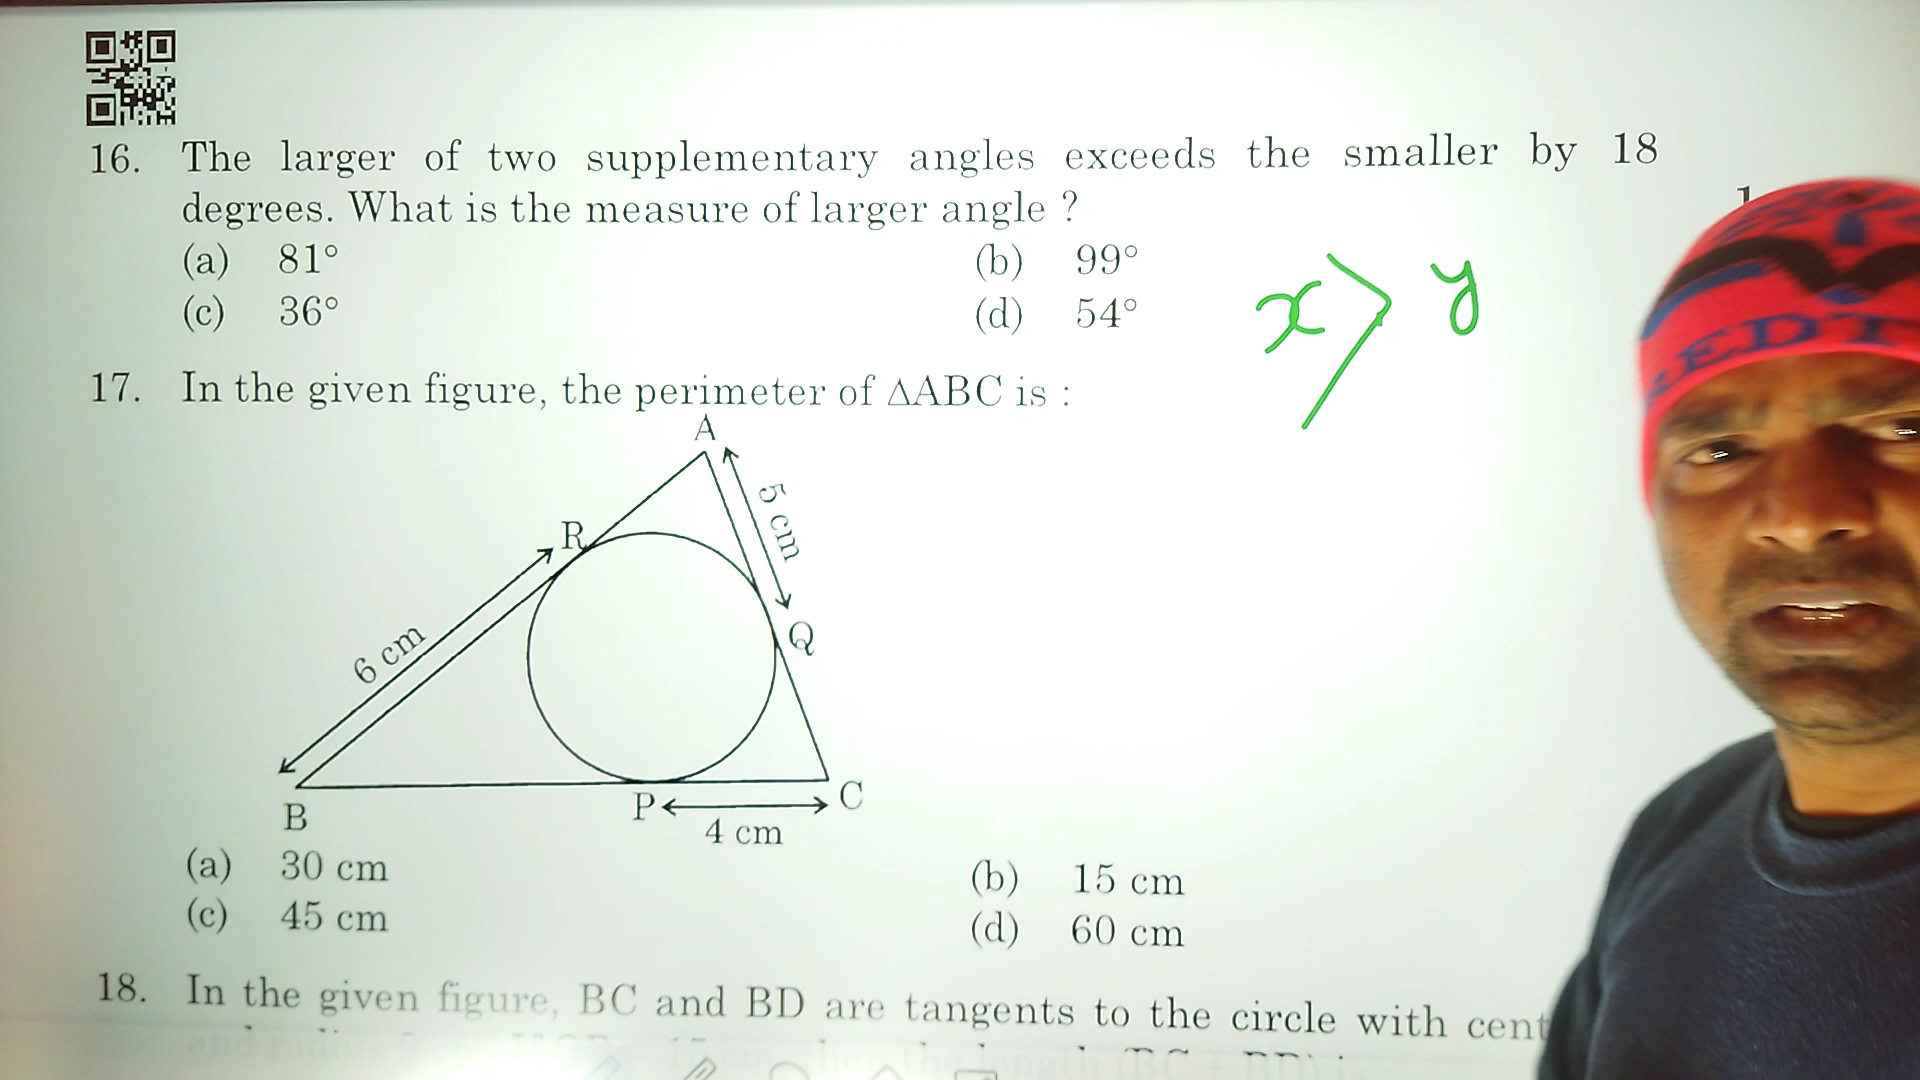 16. The larger of two supplementary angles exceeds the smaller by 18
degrees. What is the measure of larger angle ?
(a) 81° (b) 99°
(c) 36° (d) 54°
x > y
17. In the given figure, the perimeter of ΔABC is :
A
5 cm
R
6 cm
Q
B
P
C
4 cm
(a) 30 cm (b) 15 cm
(c) 45 cm (d) 60 cm
18. In the given figure, BC and BD are tangents to the circle with cent